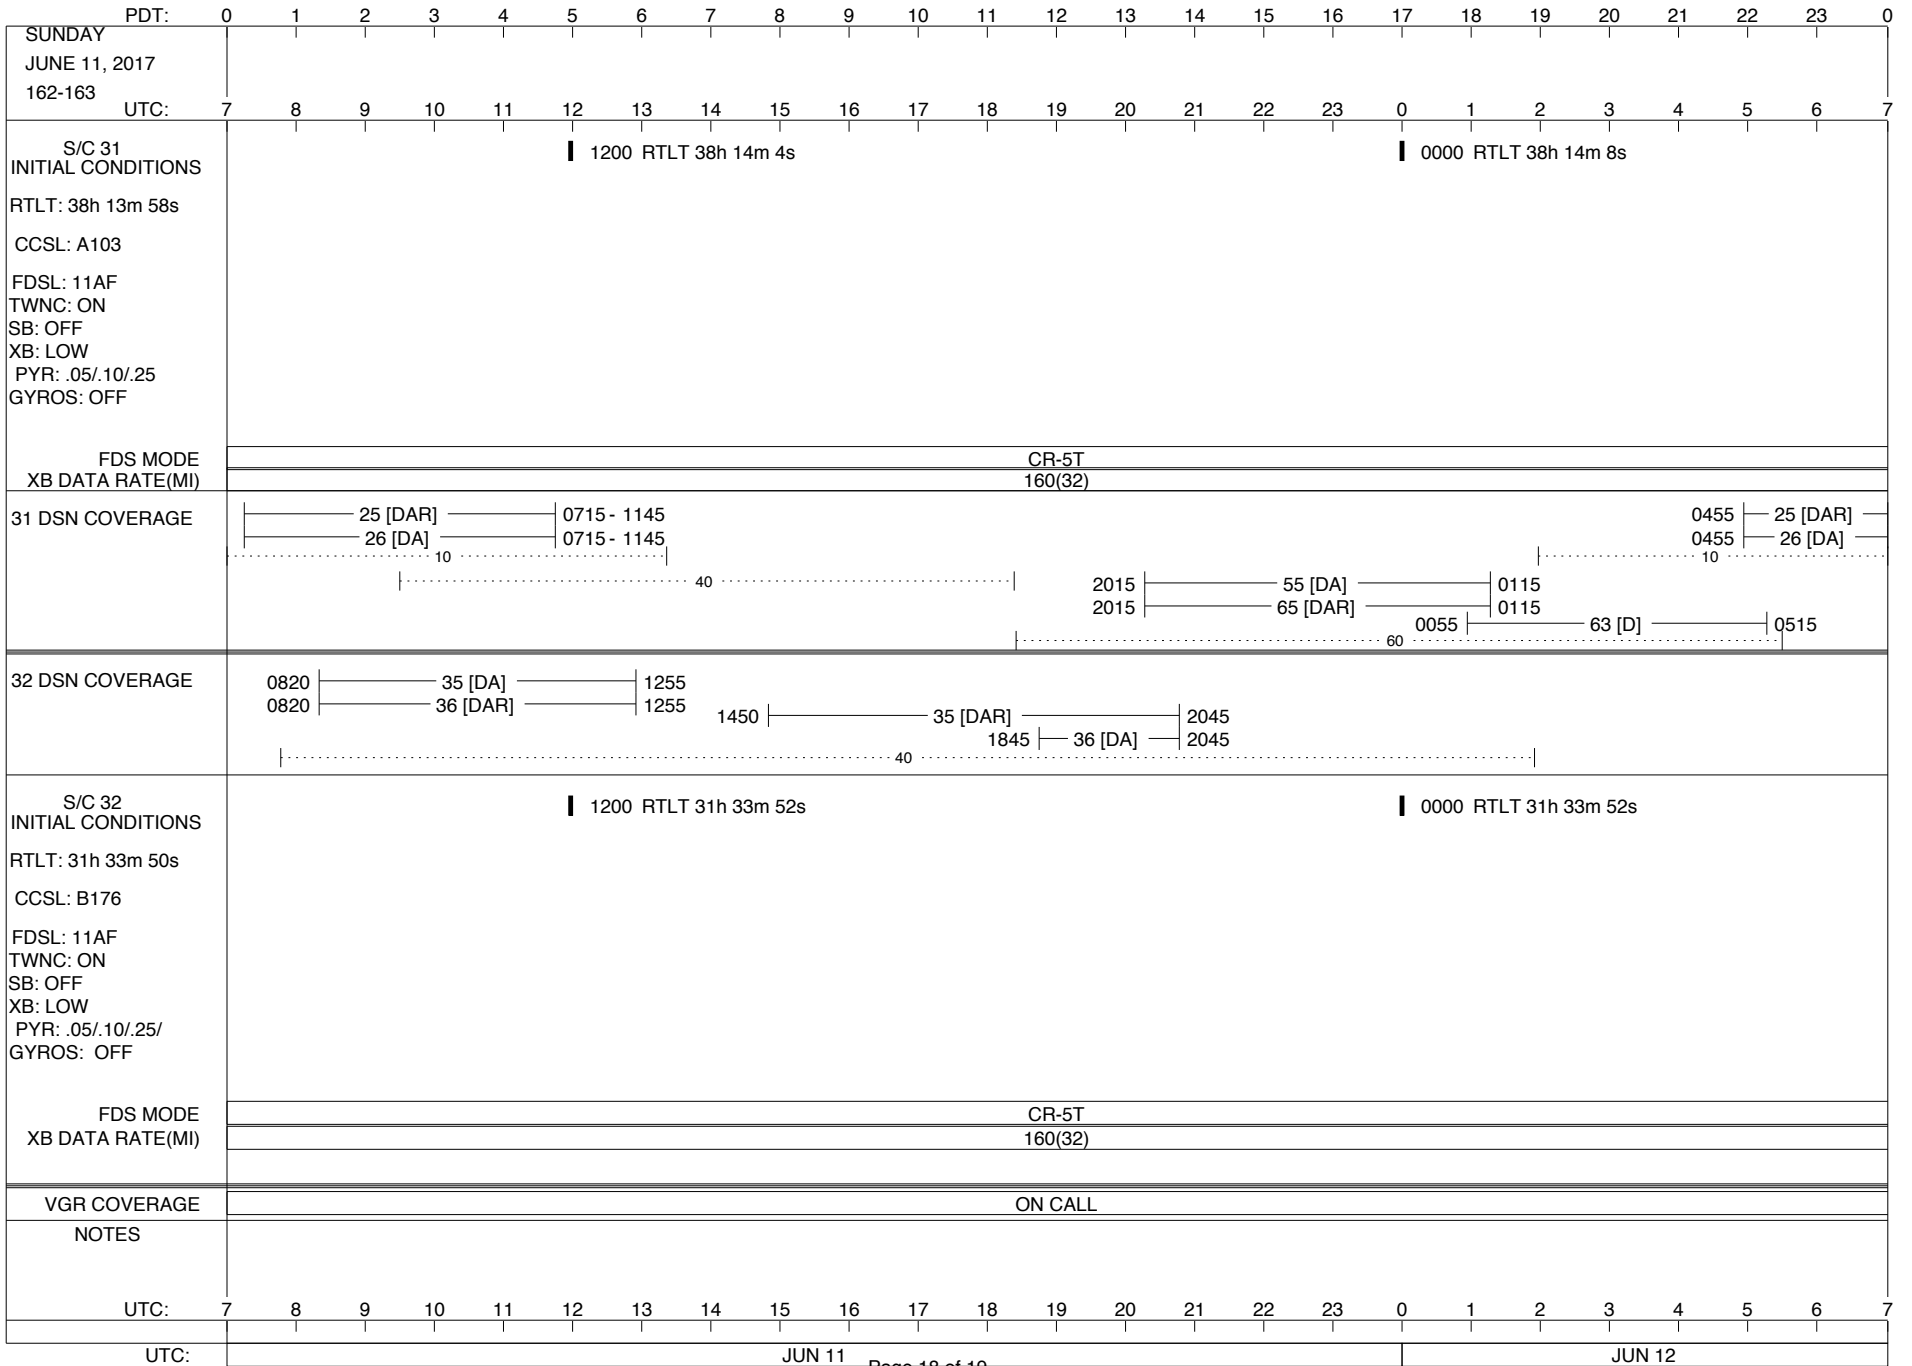 PDT: 0 1 2 3 4 5 6 7 8 9 10 11 12 13 14 15 16 17 18 19 20 21 22 23 0
SUNDAY
JUNE 11, 2017
162-163
UTC: 7 8 9 10 11 12 13 14 15 16 17 18 19 20 21 22 23 0 1 2 3 4 5 6 7
S/C 31
INITIAL CONDITIONS
1200 RTLT 38h 14m 4s
0000 RTLT 38h 14m 8s
RTLT: 38h 13m 58s
CCSL: A103
FDSL: 11AF
TWNC: ON
SB: OFF
XB: LOW
PYR: .05/.10/.25
GYROS: OFF
FDS MODE CR-5T
XB DATA RATE(MI) 160(32)
31 DSN COVERAGE
25 [DAR] 0715 - 1145 0455 25 [DAR]
26 [DA] 0715 - 1145 0455 26 [DA]
10 10
40 2015 55 [DA] 0115
2015 65 [DAR] 0115
0055 63 [D] 0515
60
32 DSN COVERAGE
0820 35 [DA] 1255
0820 36 [DAR] 1255
1450 35 [DAR] 2045
1845 36 [DA] 2045
40
S/C 32
INITIAL CONDITIONS
1200 RTLT 31h 33m 52s
0000 RTLT 31h 33m 52s
RTLT: 31h 33m 50s
CCSL: B176
FDSL: 11AF
TWNC: ON
SB: OFF
XB: LOW
PYR: .05/.10/.25/
GYROS: OFF
FDS MODE CR-5T
XB DATA RATE(MI) 160(32)
VGR COVERAGE ON CALL
NOTES
UTC: 7 8 9 10 11 12 13 14 15 16 17 18 19 20 21 22 23 0 1 2 3 4 5 6 7
UTC: JUN 11 JUN 12
Page 18 of 19